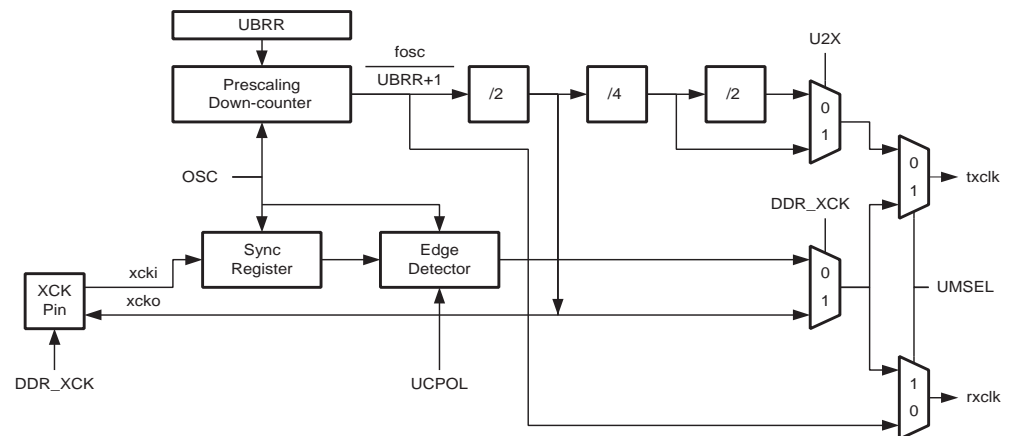 UBRR
Prescaling
Down-counter
fosc
UBRR+1
/2
/4
/2
U2X
0
1
OSC
0
1
txclk
DDR_XCK
xcki
Sync
Register
Edge
Detector
0
1
UMSEL
XCK
Pin
xcko
DDR_XCK
UCPOL
1
0
rxclk